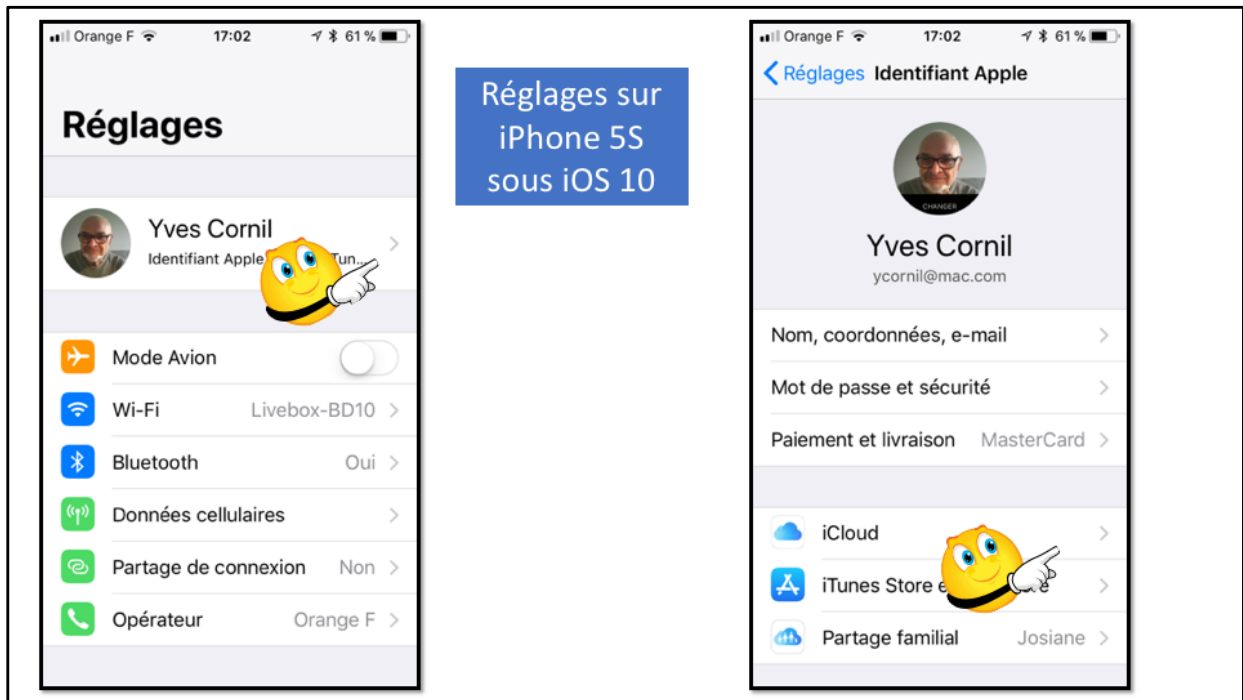 Orange F 17:02 61 %
Réglages
Yves Cornil
Identifiant Apple Tun...
Mode Avion
Wi-Fi Livebox-BD10
Bluetooth Oui
Données cellulaires
Partage de connexion Non
Opérateur Orange F
Réglages sur
iPhone 5S
sous iOS 10
Orange F 17:02 61 %
Réglages Identifiant Apple
CHANGER
Yves Cornil
ycornil@mac.com
Nom, coordonnées, e-mail
Mot de passe et sécurité
Paiement et livraison MasterCard
iCloud
iTunes Store
Partage familial Josiane